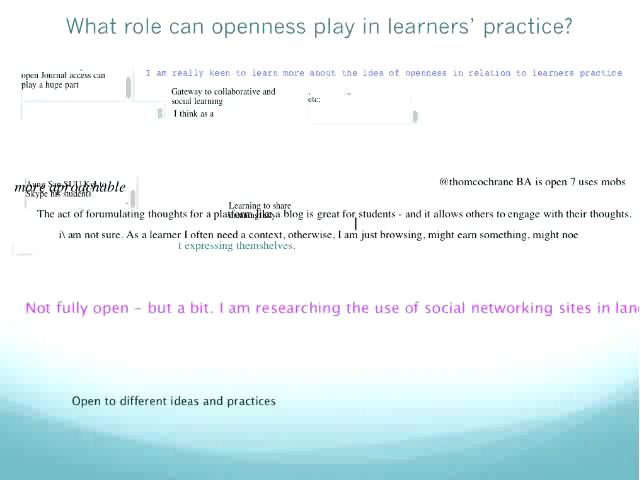 What role can openness play in learners' practice?
I am really keen to learn more about the idea of openness in relation to learners practice
open Journal access can
play a huge part
Gateway to collaborative and
social learning
etc;
I think as a
more approachable
Skype his students
@thomcochrane BA is open 7 uses mobs
Learning to share
The act of forumulating thoughts for a platform like a blog is great for students - and it allows others to engage with their thoughts.
i\ am not sure. As a learner I often need a context, otherwise, I am just browsing, might earn something, might noe
t expressing themshelves.
Not fully open – but a bit. I am researching the use of social networking sites in lan
Open to different ideas and practices